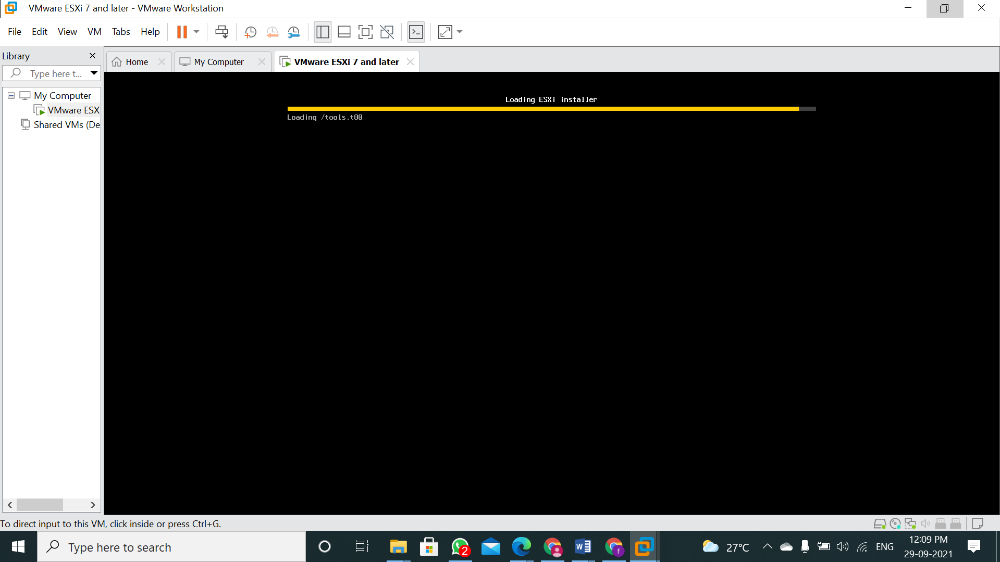 VMware ESXi 7 and later - VMware Workstation
File Edit View VM Tabs Help
Library
Home
My Computer
VMware ESXi 7 and later
Type here t...
My Computer
VMware ESX
Shared VMs (De
Loading ESXi installer
Loading /tools.t00
To direct input to this VM, click inside or press Ctrl+G.
Type here to search
2
f
27°C
ENG
12:09 PM
29-09-2021